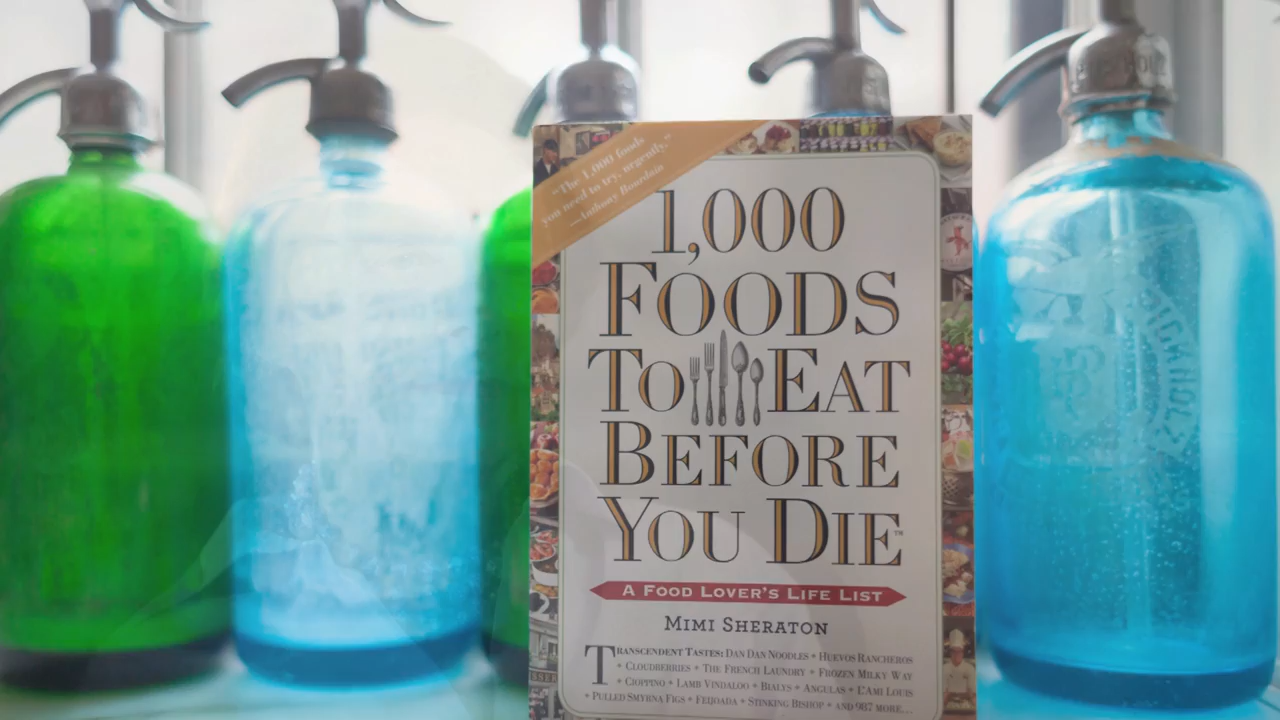 "The 1,000 foods
you need to try, urgently."
—Anthony Bourdain
1,000
FOODS
TO EAT
BEFORE
YOU DIE™
A FOOD LOVER'S LIFE LIST
MIMI SHERATON
TRANSCENDENT TASTES: DAN DAN NOODLES • HUEVOS RANCHEROS
• CLOUDBERRIES • THE FRENCH LAUNDRY • FROZEN MILKY WAY
• CIOPPINO • LAMB VINDALOO • BIALYS • ANGULAS • L'AMI LOUIS
• PULLED SMYRNA FIGS • FEIJOADA • STINKING BISHOP • AND 987 MORE...